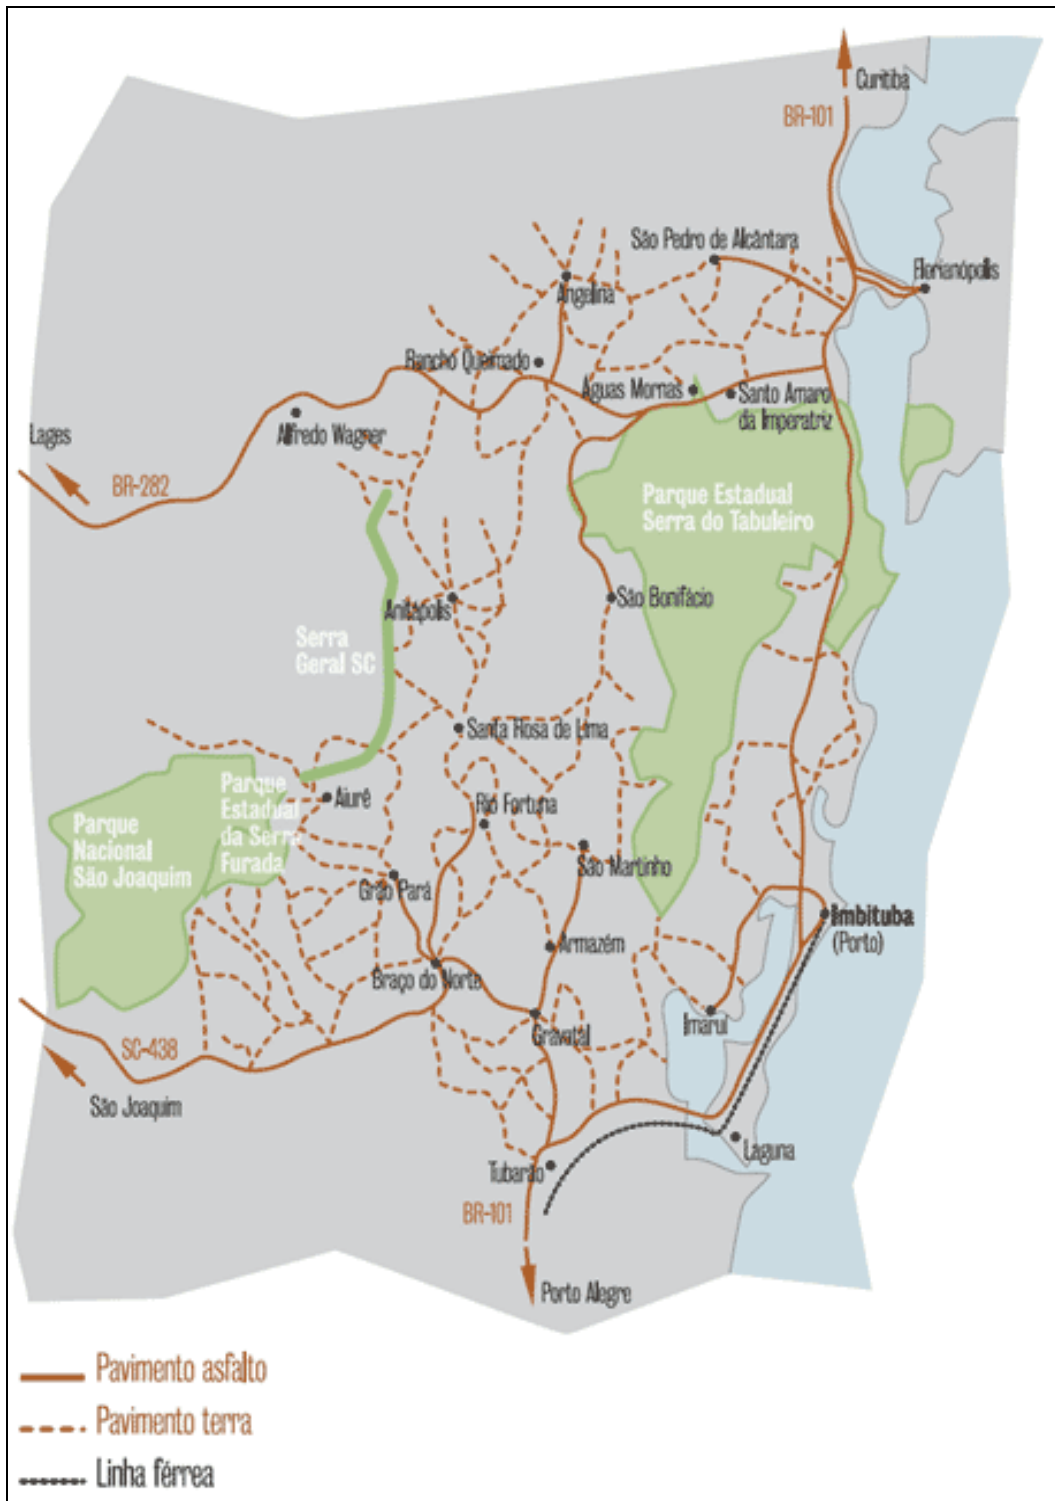 Curitiba
BR-101
São Pedro de Alcântara
Florianópolis
Angelina
Rancho Queimado
Águas Mornas
Santo Amaro
da Imperatriz
Lages
Alfredo Wagner
BR-282
Parque Estadual
Serra do Tabuleiro
Anitápolis
São Bonifácio
Serra
Geral SC
Santa Rosa de Lima
Parque
Estadual
da Serra
Furada
Aiurê
Rio Fortuna
Parque
Nacional
São Joaquim
São Martinho
Grão Pará
Imbituba
(Porto)
Armazém
Braço do Norte
Imaruí
Gravatal
SC-438
São Joaquim
Laguna
Tubarão
BR-101
Porto Alegre
Pavimento asfalto
Pavimento terra
Linha férrea